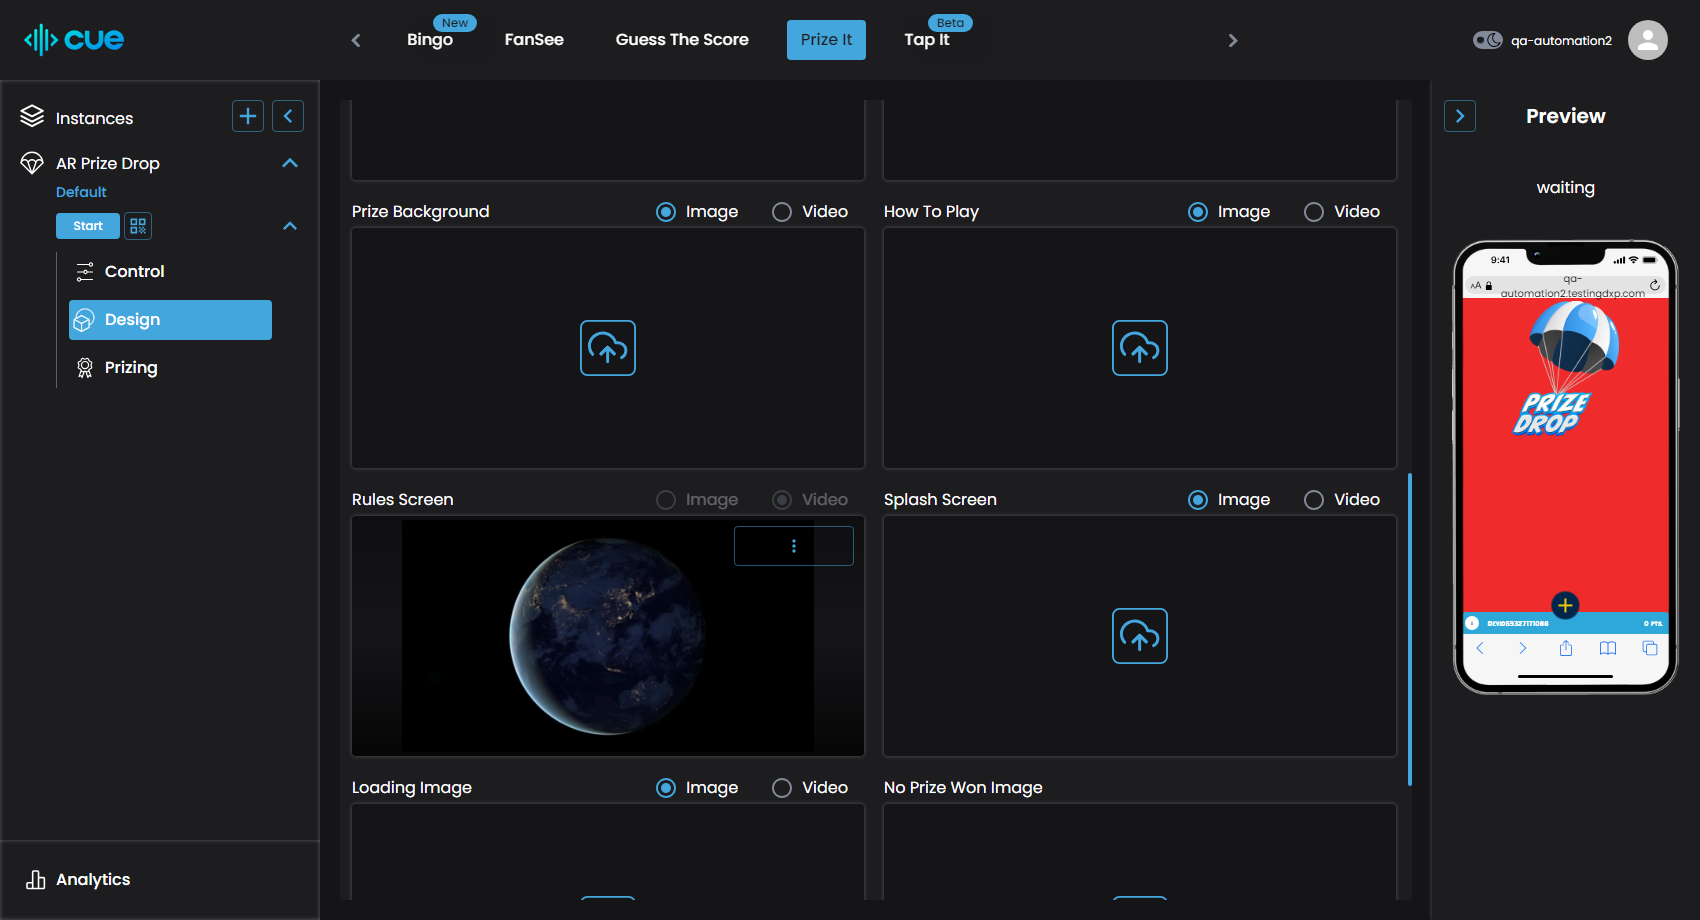 cue
Bingo
New
FanSee
Guess The Score
Prize It
Tap It
Beta
qa-automation2
Instances
AR Prize Drop
Default
Start
Control
Design
Prizing
Analytics
Prize Background
Image
Video
How To Play
Image
Video
Rules Screen
Image
Video
Splash Screen
Image
Video
Loading Image
Image
Video
No Prize Won Image
Preview
waiting
9:41
AA
qa-
automation2.testingdxp.com
PRIZE
DROP
0 PTS.